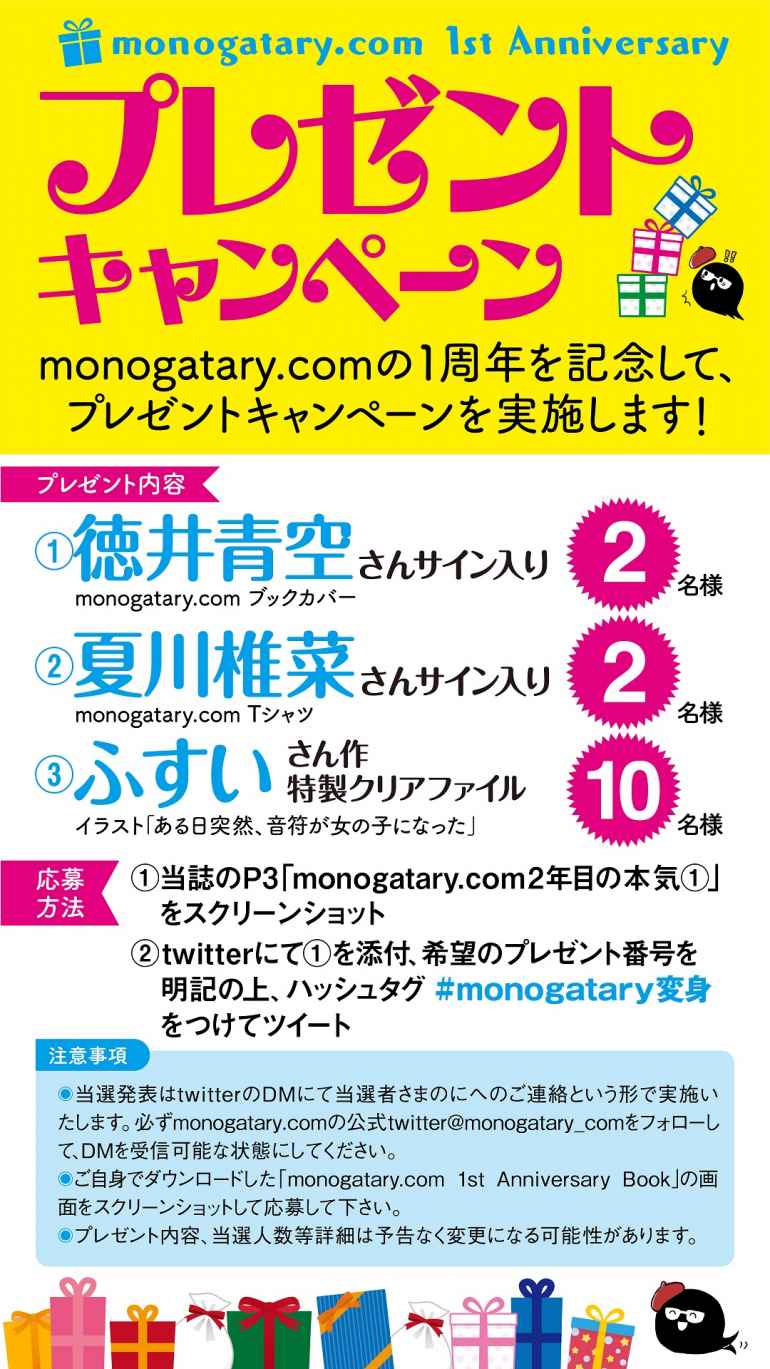 monogatary.com 1st Anniversary
プレゼント
キャンペーン
!!
monogatary.comの1周年を記念して、
プレゼントキャンペーンを実施します!
プレゼント内容
①徳井青空さんサイン入り 2名様
monogatary.com ブックカバー
②夏川椎菜さんサイン入り 2名様
monogatary.com Tシャツ
③ふすい さん作
特製クリアファイル 10名様
イラスト「ある日突然、音符が女の子になった」
応募
方法
①当誌のP3「monogatary.com2年目の本気①」
をスクリーンショット
②twitterにて①を添付、希望のプレゼント番号を
明記の上、ハッシュタグ #monogatary変身
をつけてツイート
注意事項
◉当選発表はtwitterのDMにて当選者さまのにへのご連絡という形で実施い
たします。必ずmonogatary.comの公式twitter@monogatary_comをフォローし
て、DMを受信可能な状態にしてください。
◉ご自身でダウンロードした「monogatary.com 1st Anniversary Book」の画
面をスクリーンショットして応募して下さい。
◉プレゼント内容、当選人数等詳細は予告なく変更になる可能性があります。